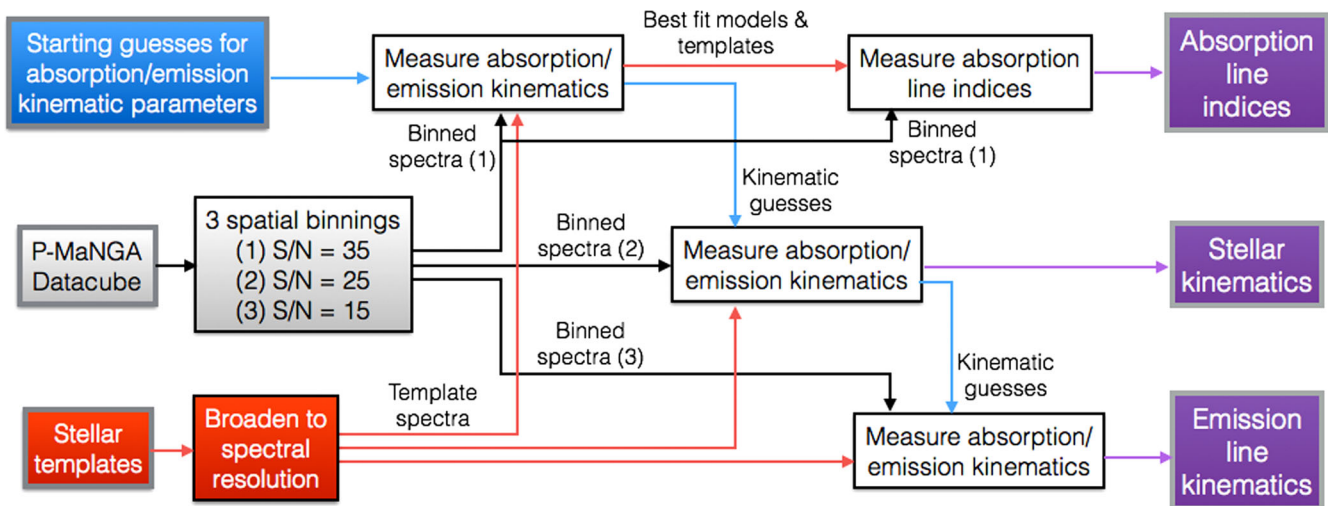 Starting guesses for
absorption/emission
kinematic parameters
Measure absorption/
emission kinematics
Best fit models &
templates
Measure absorption
line indices
Absorption
line
indices
Binned
spectra (1)
Binned
spectra (1)
Kinematic
guesses
P-MaNGA
Datacube
3 spatial binnings
(1) S/N = 35
(2) S/N = 25
(3) S/N = 15
Binned
spectra (2)
Measure absorption/
emission kinematics
Stellar
kinematics
Binned
spectra (3)
Kinematic
guesses
Stellar
templates
Broaden to
spectral
resolution
Template
spectra
Measure absorption/
emission kinematics
Emission
line
kinematics